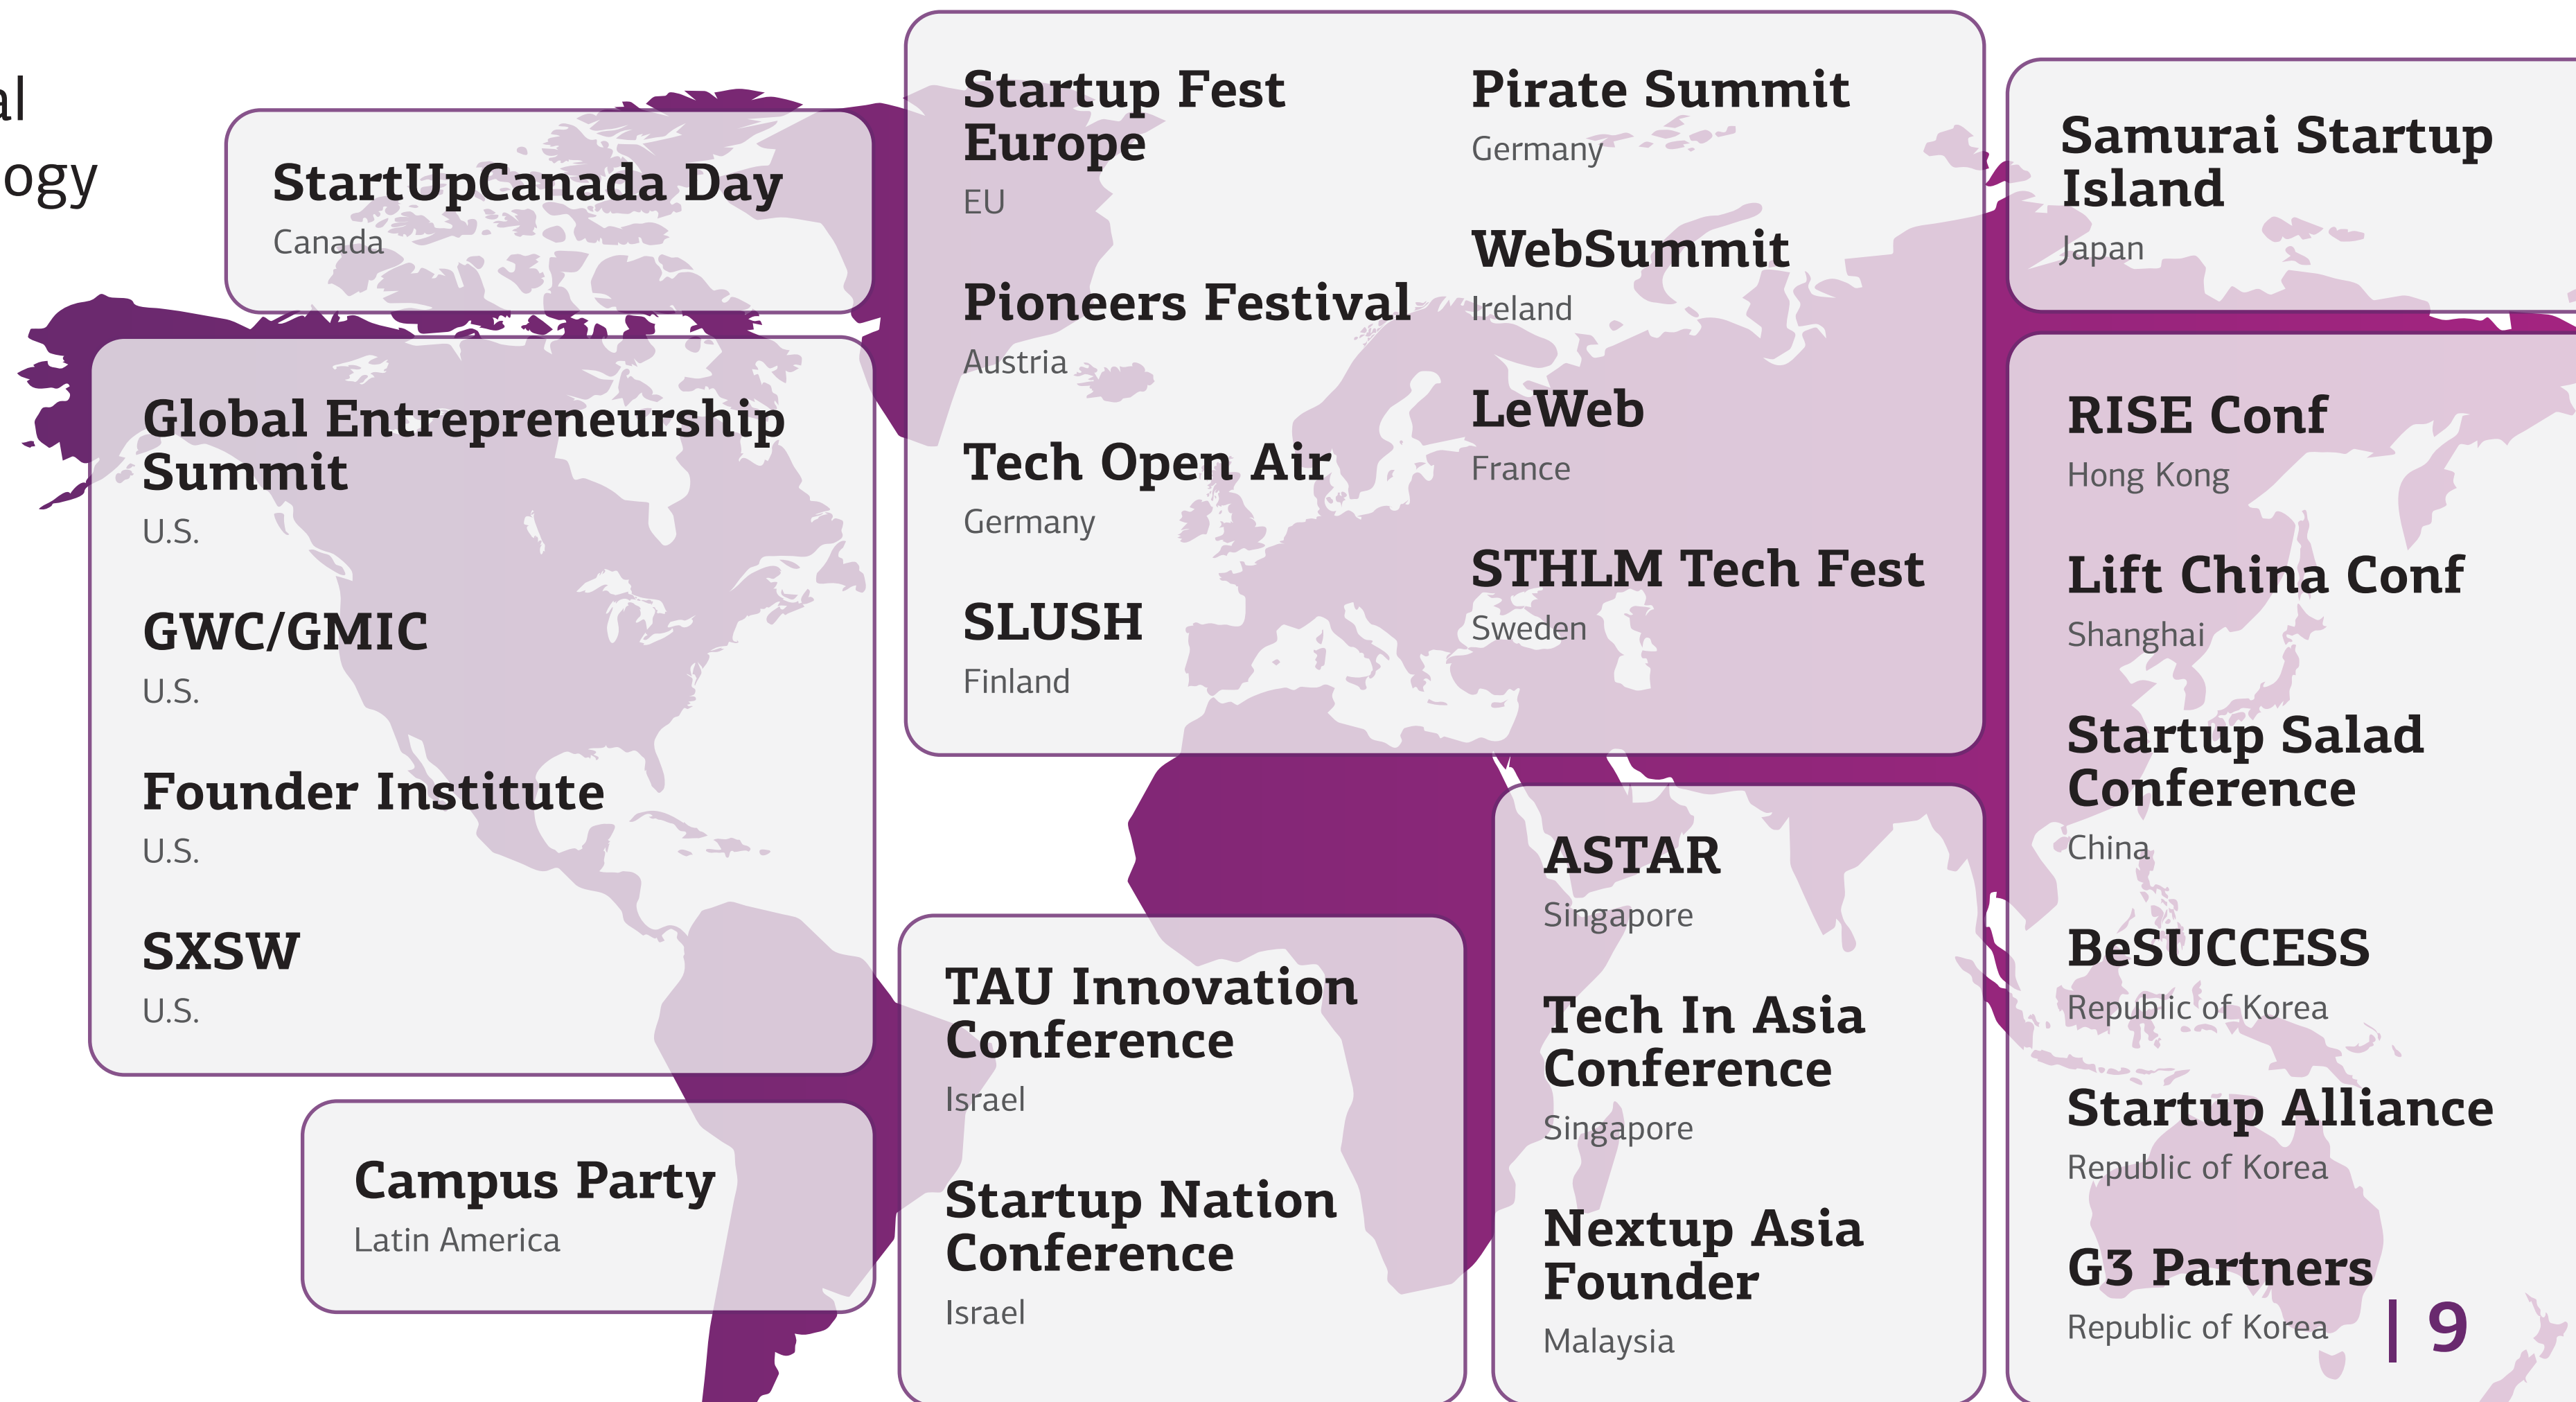 al
ogy
StartUpCanada Day
Canada
Global Entrepreneurship
Summit
U.S.
GWC/GMIC
U.S.
Founder Institute
U.S.
SXSW
U.S.
Campus Party
Latin America
Startup Fest
Europe
EU
Pioneers Festival
Austria
Tech Open Air
Germany
SLUSH
Finland
Pirate Summit
Germany
WebSummit
Ireland
LeWeb
France
STHLM Tech Fest
Sweden
TAU Innovation
Conference
Israel
Startup Nation
Conference
Israel
ASTAR
Singapore
Tech In Asia
Conference
Singapore
Nextup Asia
Founder
Malaysia
Samurai Startup
Island
Japan
RISE Conf
Hong Kong
Lift China Conf
Shanghai
Startup Salad
Conference
China
BeSUCCESS
Republic of Korea
Startup Alliance
Republic of Korea
G3 Partners
Republic of Korea
| 9